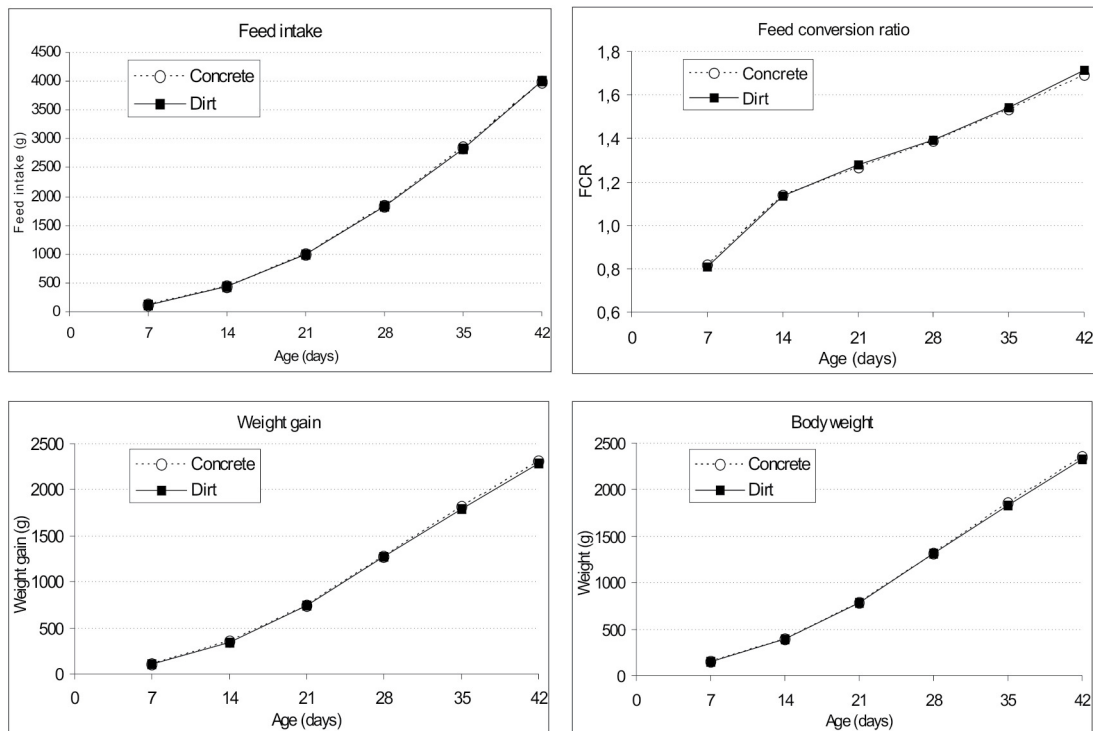 Feed intake
4500
4000
3500
3000
2500
2000
1500
1000
500
0
Feed intake (g)
Concrete
Dirt
0 7 14 21 28 35 42
Age (days)
Feed conversion ratio
1,8
1,6
1,4
1,2
1,0
0,8
0,6
FCR
Concrete
Dirt
0 7 14 21 28 35 42
Age (days)
Weight gain
2500
2000
1500
1000
500
0
Weight gain (g)
Concrete
Dirt
0 7 14 21 28 35 42
Age (days)
Body weight
2500
2000
1500
1000
500
0
Weight (g)
Concrete
Dirt
0 7 14 21 28 35 42
Age (days)